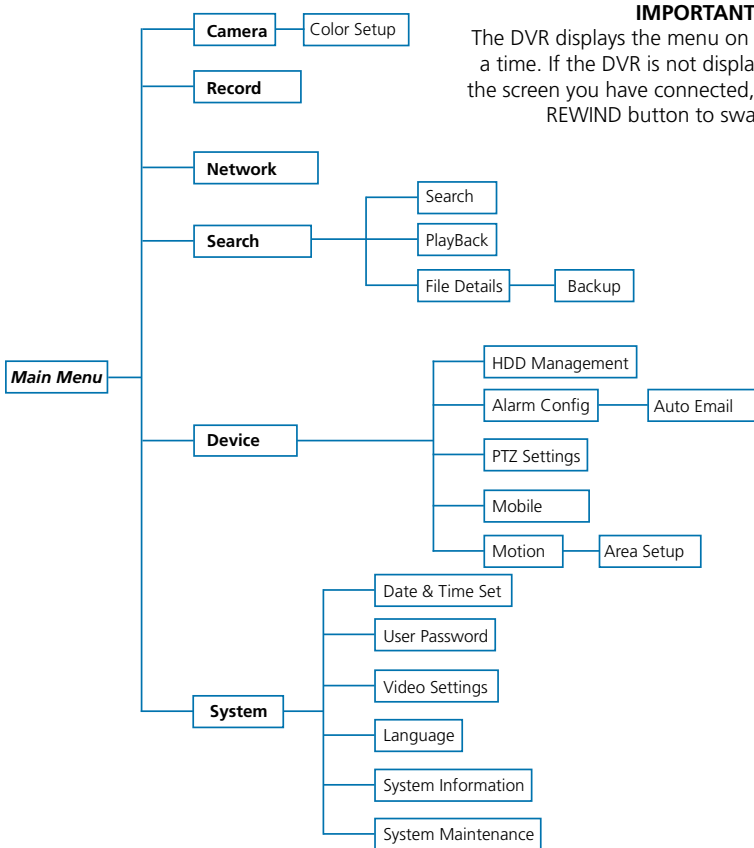 IMPORTANT
The DVR displays the menu on
a time. If the DVR is not displa
the screen you have connected,
REWIND button to swa
Camera
Color Setup
Record
Network
Search
Search
PlayBack
File Details
Backup
Main Menu
Device
HDD Management
Alarm Config
Auto Email
PTZ Settings
Mobile
Motion
Area Setup
System
Date & Time Set
User Password
Video Settings
Language
System Information
System Maintenance